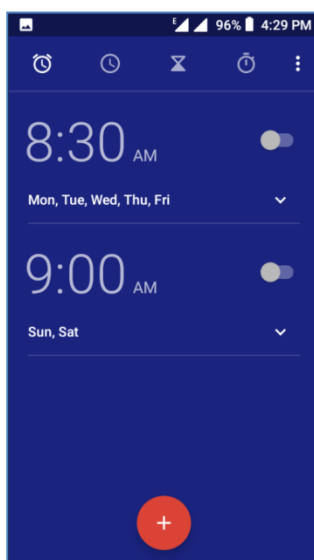 E 96% 4:29 PM
8:30 AM
Mon, Tue, Wed, Thu, Fri
9:00 AM
Sun, Sat